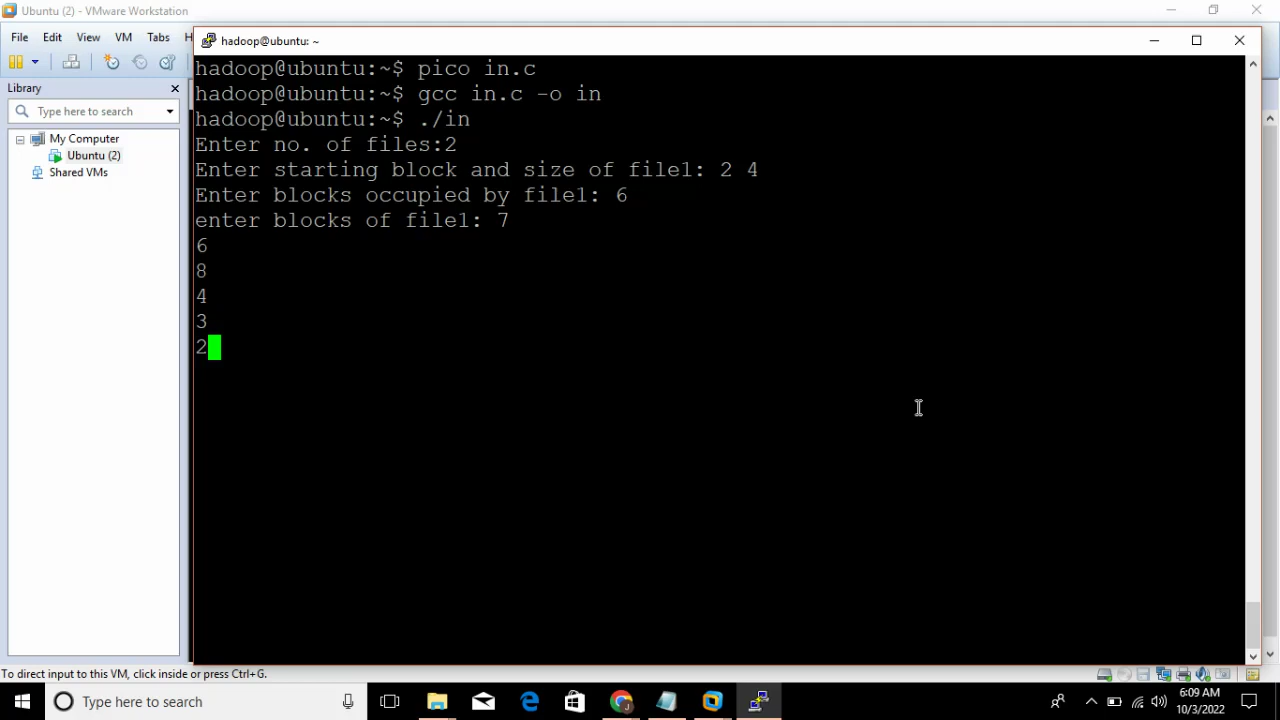 Ubuntu (2) - VMware Workstation
File Edit View VM Tabs H
hadoop@ubuntu: ~
Library
Type here to search
My Computer
Ubuntu (2)
Shared VMs
hadoop@ubuntu:~$ pico in.c
hadoop@ubuntu:~$ gcc in.c -o in
hadoop@ubuntu:~$ ./in
Enter no. of files:2
Enter starting block and size of file1: 2 4
Enter blocks occupied by file1: 6
enter blocks of file1: 7
6
8
4
3
2
To direct input to this VM, click inside or press Ctrl+G.
Type here to search
6:09 AM
10/3/2022